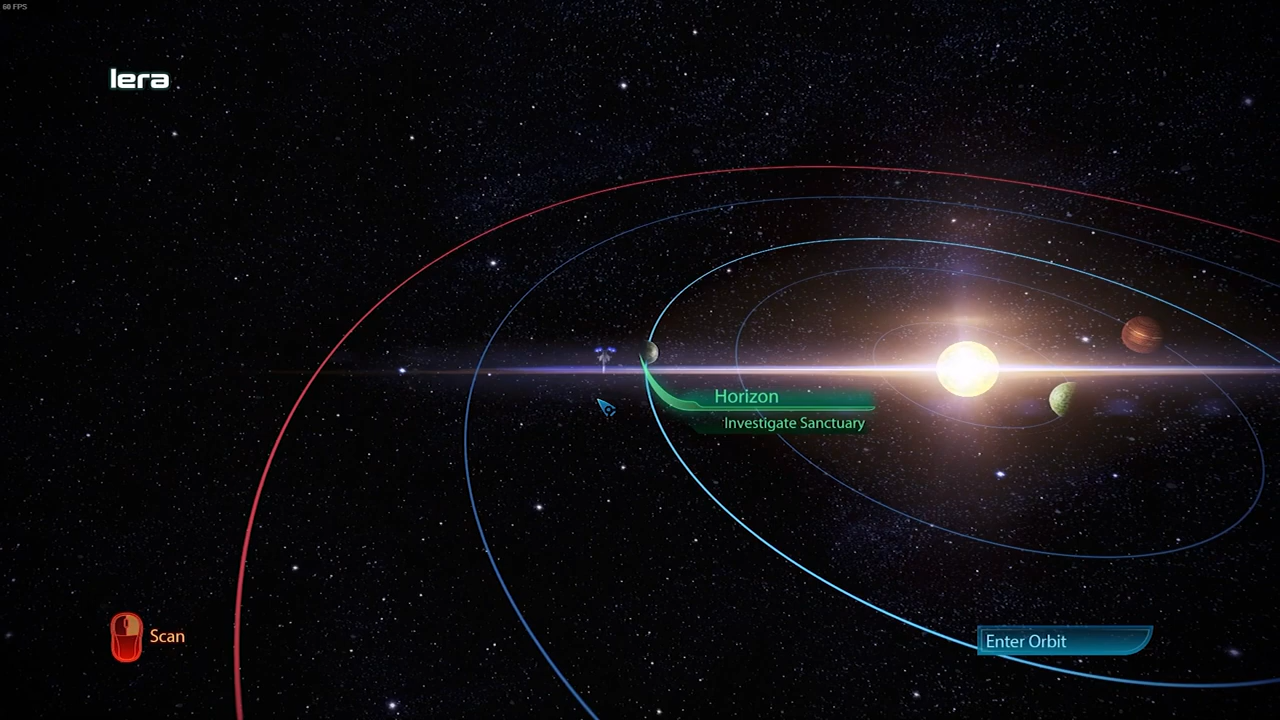 60 FPS
Iera
Horizon
Investigate Sanctuary
Scan
Enter Orbit